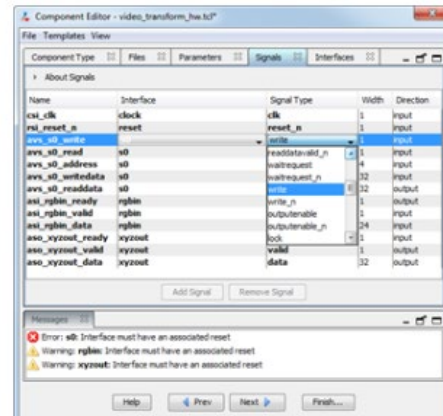 Component Editor - video_transform_hw.tcl*
File Templates View
Component Type Files Parameters Signals Interfaces
About Signals
Name Interface Signal Type Width Direction
csi_clk clock clk 1 input
rsi_reset_n reset reset_n 1 input
avs_s0_write write 1 input
avs_s0_read s0 readdatavalid_n 1 input
avs_s0_address s0 waitrequest 4 input
avs_s0_writedata s0 waitrequest_n 32 input
avs_s0_readdata s0 write 32 output
asi_rgbin_ready rgbin write_n 1 output
asi_rgbin_valid rgbin outputenable 1 input
asi_rgbin_data rgbin outputenable_n 24 input
aso_xyzout_ready xyzout lock 1 input
aso_xyzout_valid xyzout valid 1 output
aso_xyzout_data xyzout data 32 output
Add Signal Remove Signal
Messages
Error: s0: Interface must have an associated reset
Warning: rgbin: Interface must have an associated reset
Warning: xyzout: Interface must have an associated reset
Help Prev Next Finish...